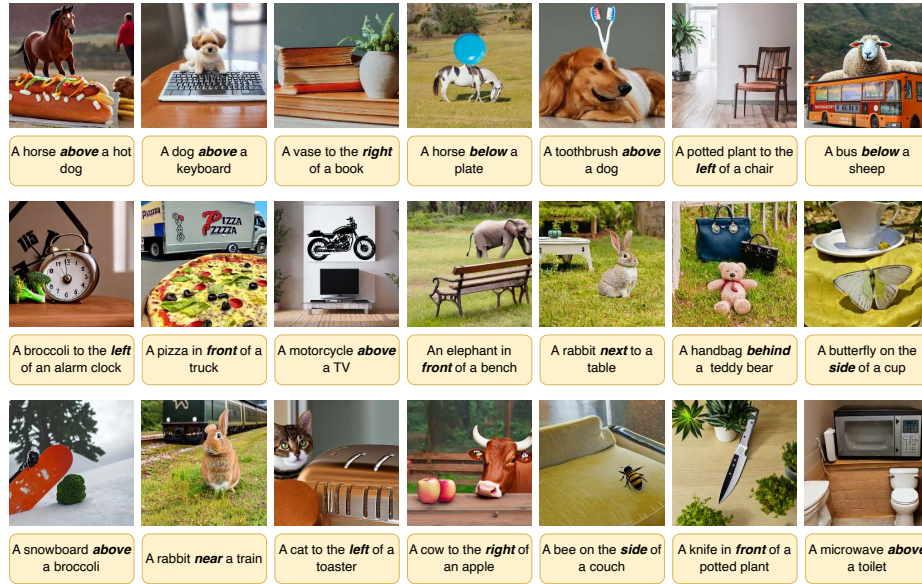 A horse above a hot
dog
A dog above a
keyboard
A vase to the right
of a book
A horse below a
plate
A toothbrush above
a dog
A potted plant to the
left of a chair
A bus below a
sheep
Pizza
PIZZA
PZZZZA
A broccoli to the left
of an alarm clock
A pizza in front of a
truck
A motorcycle above
a TV
An elephant in
front of a bench
A rabbit next to a
table
A handbag behind
a teddy bear
A butterfly on the
side of a cup
A snowboard above
a broccoli
A rabbit near a train
A cat to the left of a
toaster
A cow to the right of
an apple
A bee on the side of
a couch
A knife in front of a
potted plant
A microwave above
a toilet